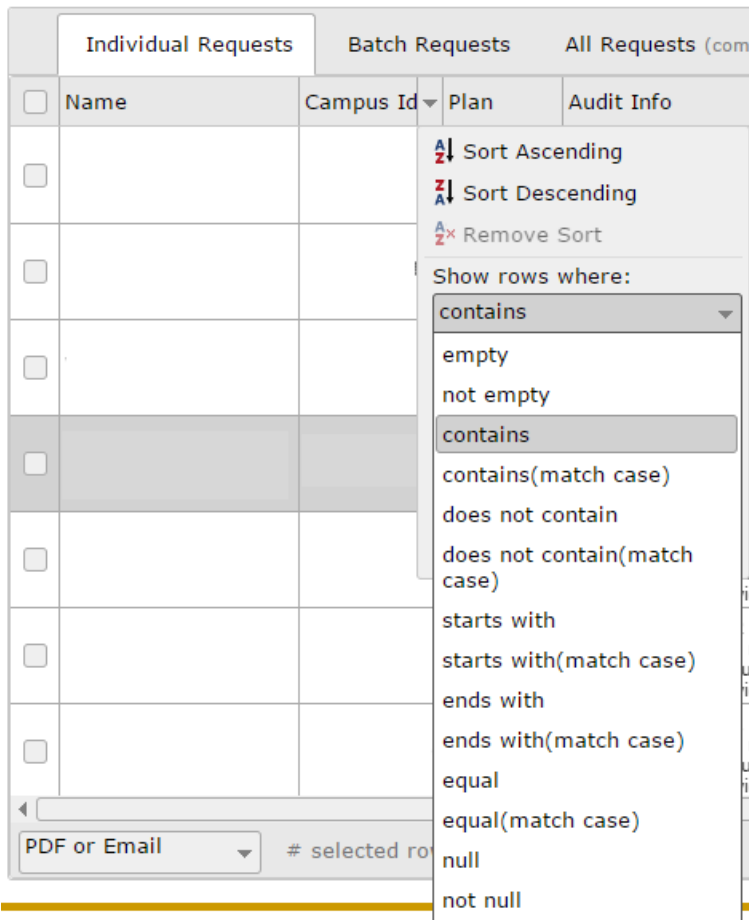 Individual Requests Batch Requests All Requests (com
Name Campus Id Plan Audit Info
Sort Ascending
Sort Descending
Remove Sort
Show rows where:
contains
empty
not empty
contains
contains(match case)
does not contain
does not contain(match
case)
starts with
starts with(match case)
ends with
ends with(match case)
equal
equal(match case)
null
not null
PDF or Email # selected ro